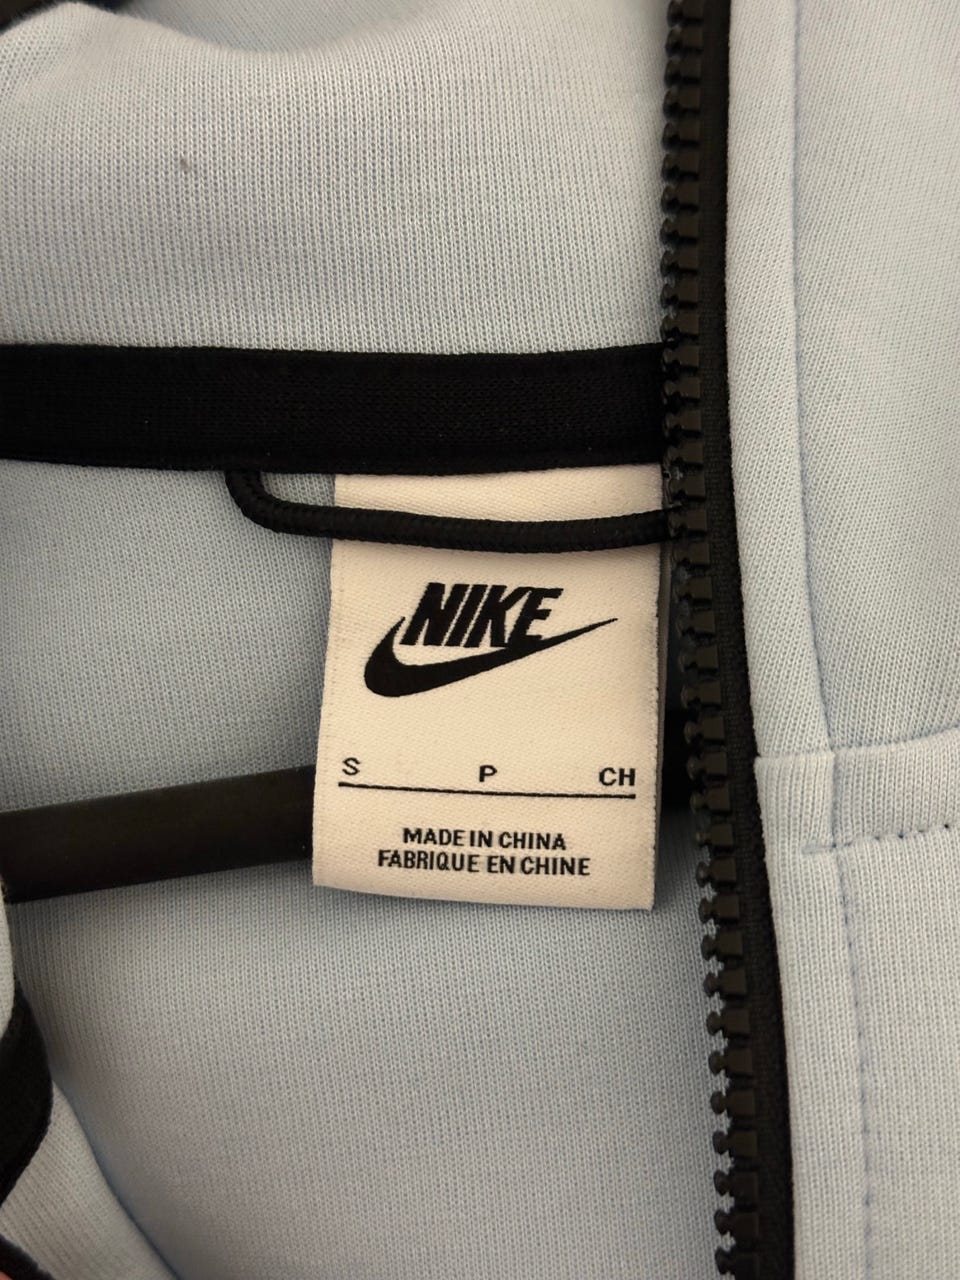 NIKE
S P CH
MADE IN CHINA
FABRIQUE EN CHINE